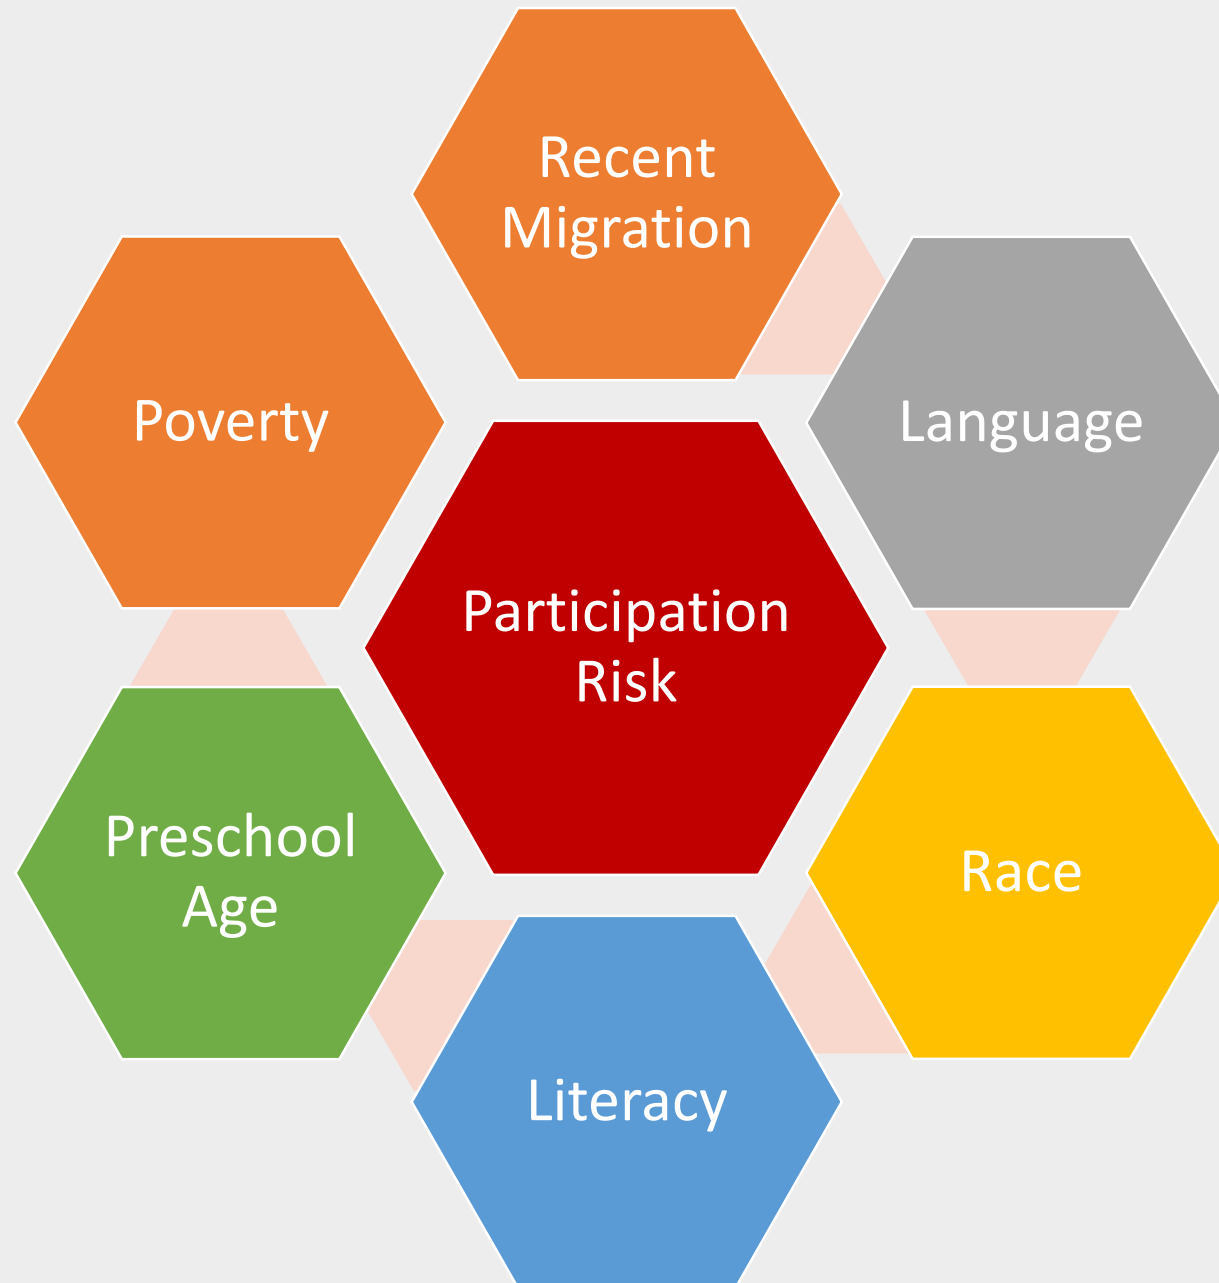 Recent
Migration
Poverty
Language
Participation
Risk
Preschool
Age
Race
Literacy